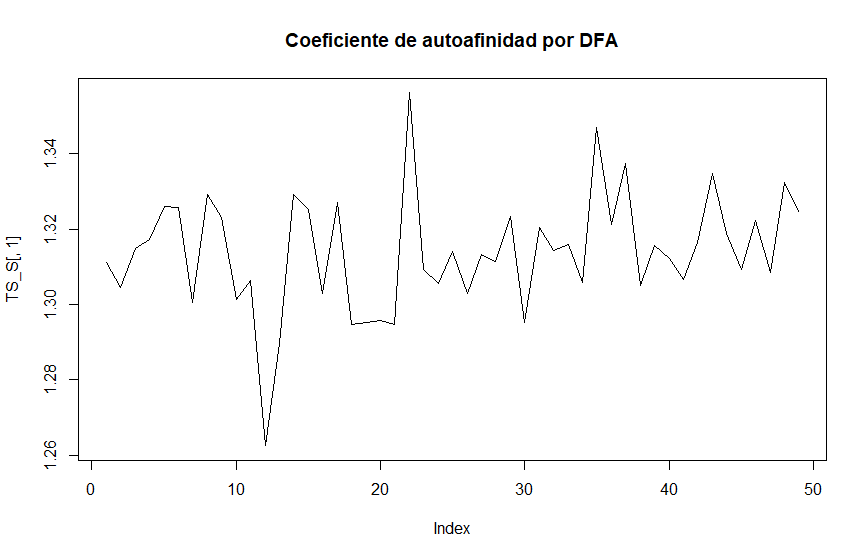 Coeficiente de autoafinidad por DFA
TS_S[, 1]
1.34
1.32
1.30
1.28
1.26
0 10 20 30 40 50
Index